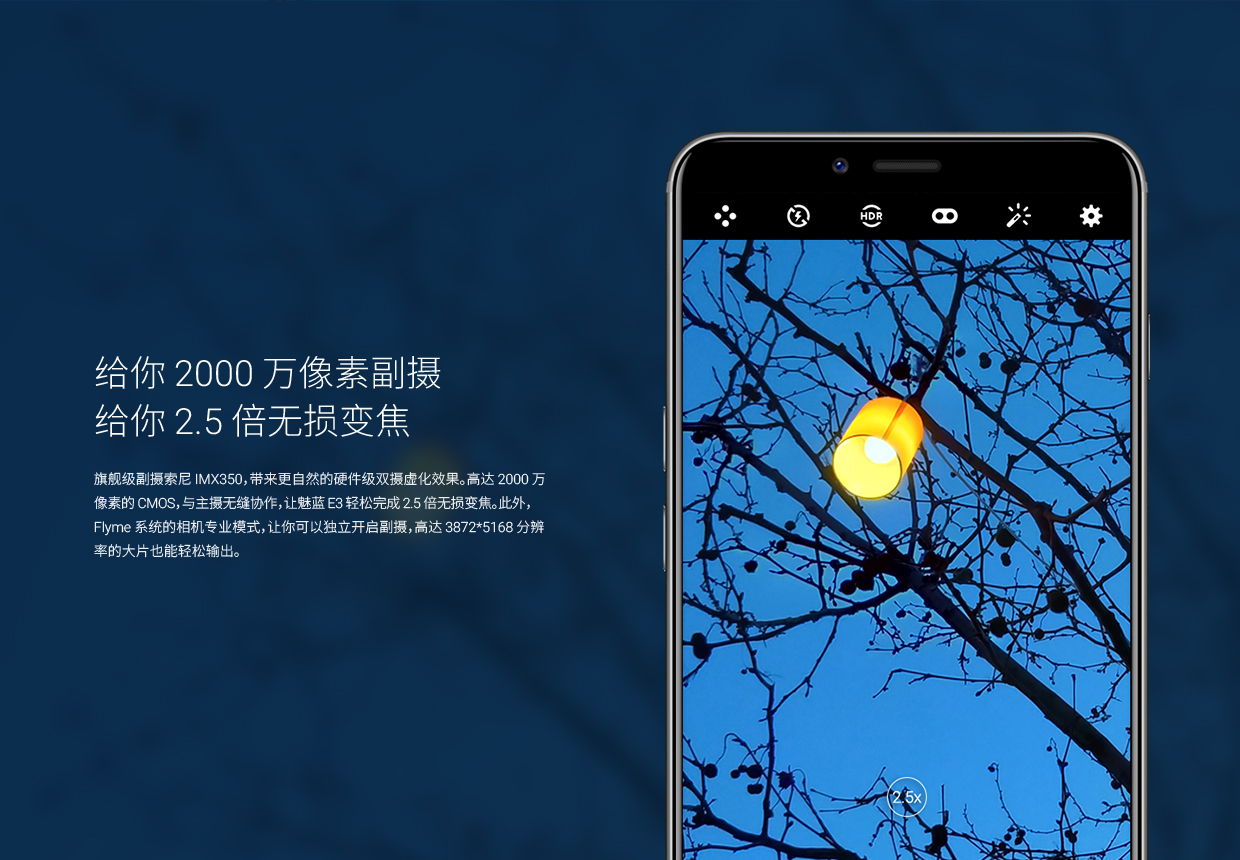 给你 2000 万像素副摄
给你 2.5 倍无损变焦
旗舰级副摄索尼 IMX350，带来更自然的硬件级双摄虚化效果。高达 2000 万
像素的 CMOS，与主摄无缝协作，让魅蓝 E3 轻松完成 2.5 倍无损变焦。此外，
Flyme 系统的相机专业模式，让你可以独立开启副摄，高达 3872*5168 分辨
率的大片也能轻松输出。
HDR
2.5x